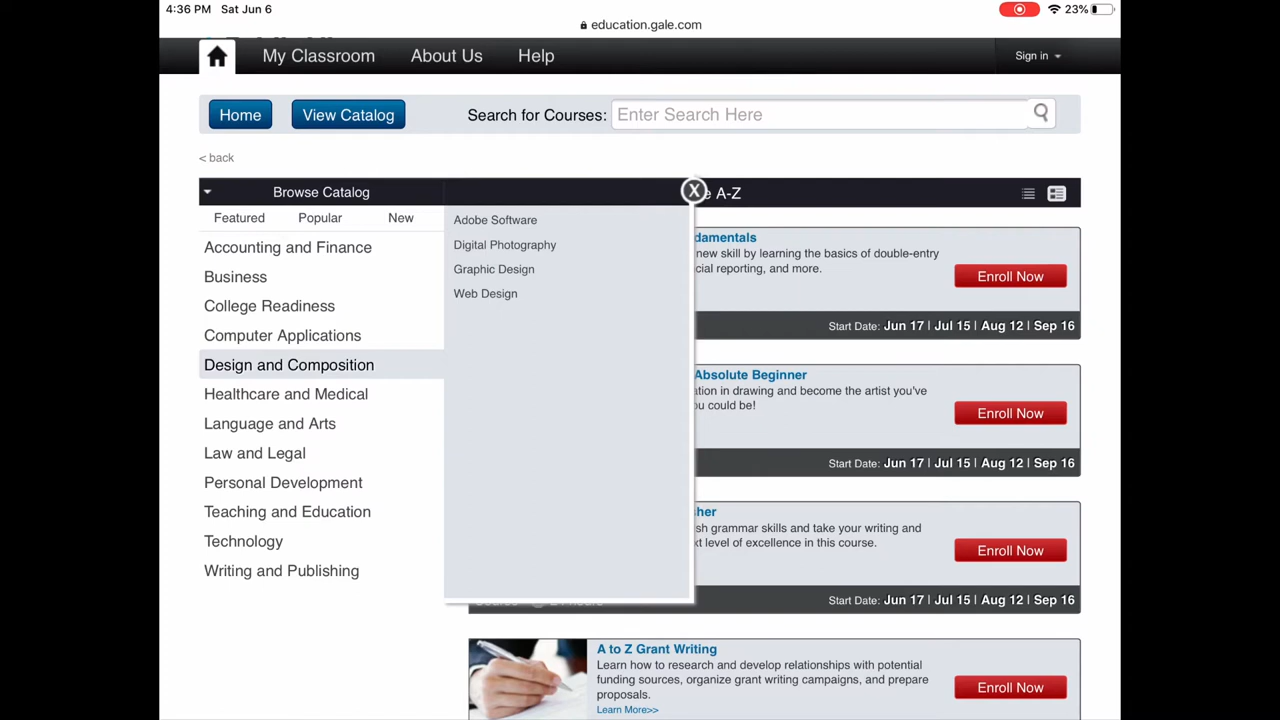 4:36 PM Sat Jun 6
23%
education.gale.com
My Classroom
About Us
Help
Sign in
Home
View Catalog
Search for Courses:
Enter Search Here
< back
Browse Catalog
X
A-Z
Featured
Popular
New
Accounting and Finance
Business
College Readiness
Computer Applications
Design and Composition
Healthcare and Medical
Language and Arts
Law and Legal
Personal Development
Teaching and Education
Technology
Writing and Publishing
Adobe Software
Digital Photography
Graphic Design
Web Design
damentals
new skill by learning the basics of double-entry
cial reporting, and more.
Enroll Now
Start Date: Jun 17 | Jul 15 | Aug 12 | Sep 16
Absolute Beginner
ation in drawing and become the artist you've
ou could be!
Enroll Now
Start Date: Jun 17 | Jul 15 | Aug 12 | Sep 16
sher
sh grammar skills and take your writing and
xt level of excellence in this course.
Enroll Now
Start Date: Jun 17 | Jul 15 | Aug 12 | Sep 16
A to Z Grant Writing
Learn how to research and develop relationships with potential
funding sources, organize grant writing campaigns, and prepare
proposals.
Learn More>>
Enroll Now